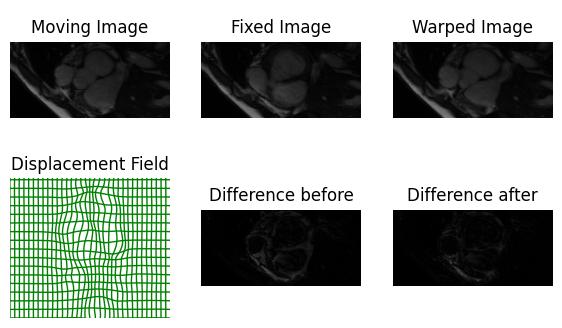 Moving Image
Fixed Image
Warped Image
Displacement Field
Difference before
Difference after